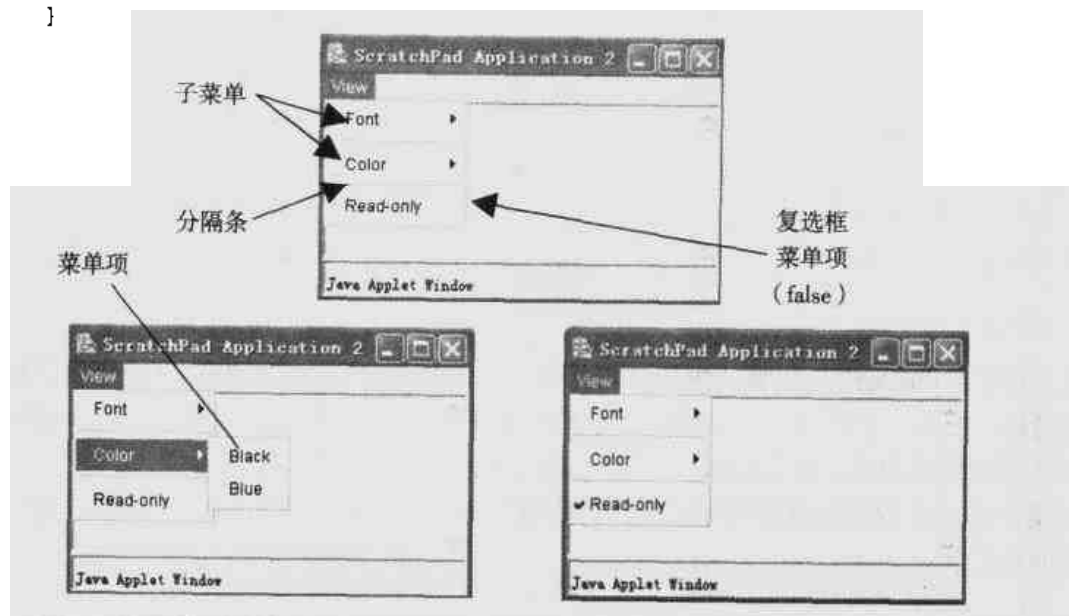 }
ScratchPad Application 2
View
子菜单
Font
Color
分隔条
Read-only
复选框
菜单项
(false)
Java Applet Window
菜单项
ScratchPad Application 2
View
Font
Color
Black
Blue
Read-only
Java Applet Window
ScratchPad Application 2
View
Font
Color
Read-only
Java Applet Window